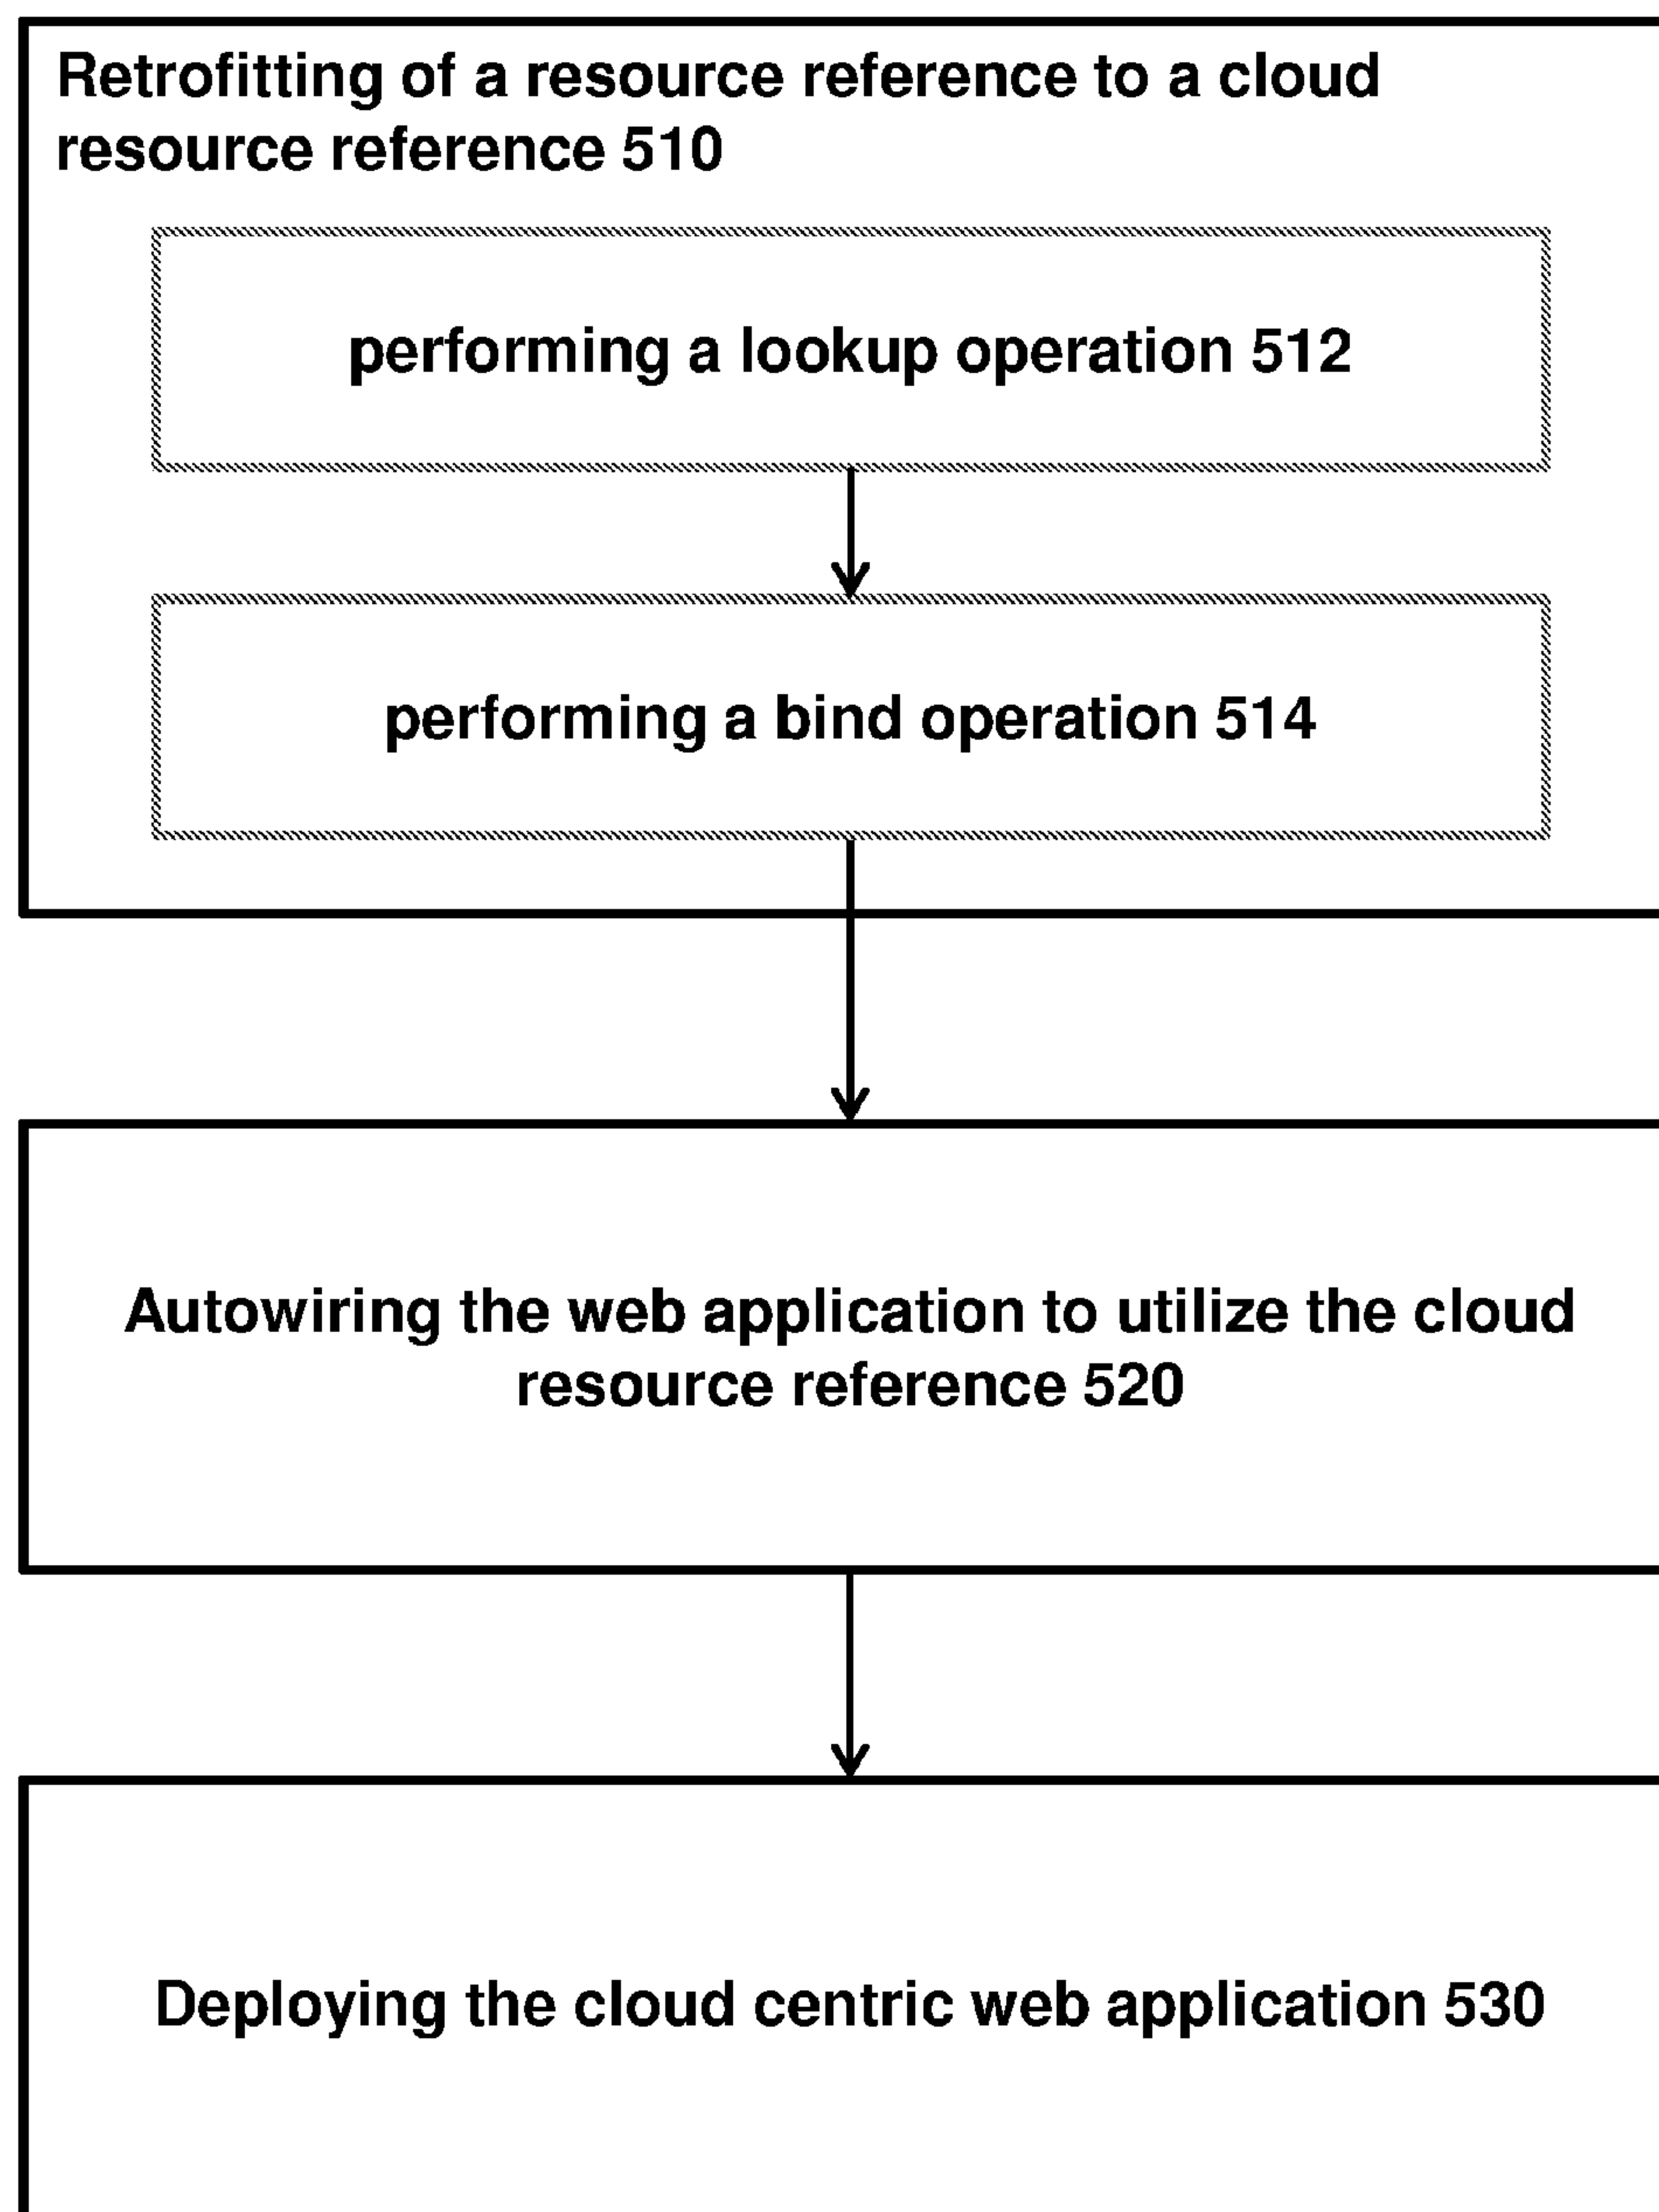 Retrofitting of a resource reference to a cloud
resource reference 510
performing a lookup operation 512
performing a bind operation 514
Autowiring the web application to utilize the cloud
resource reference 520
Deploying the cloud centric web application 530